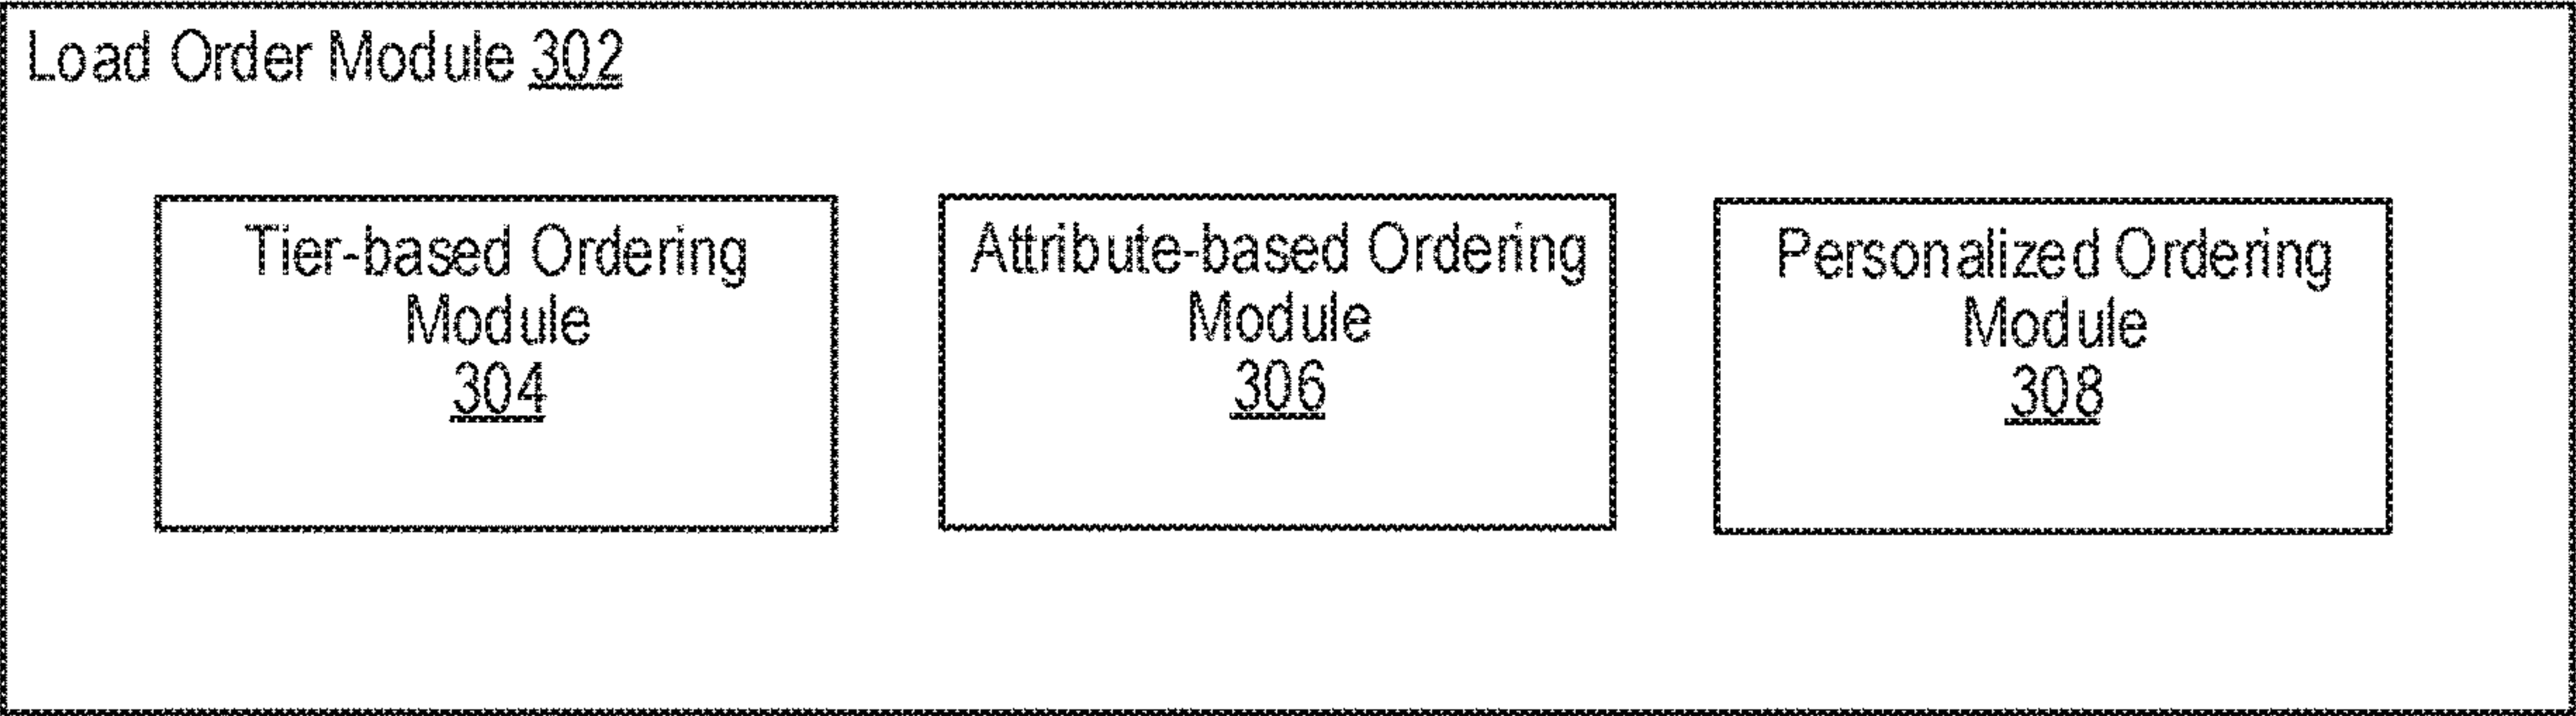 Load Order Module 302
Tier-based Ordering
Module
304
Attribute-based Ordering
Module
306
Personalized Ordering
Module
308